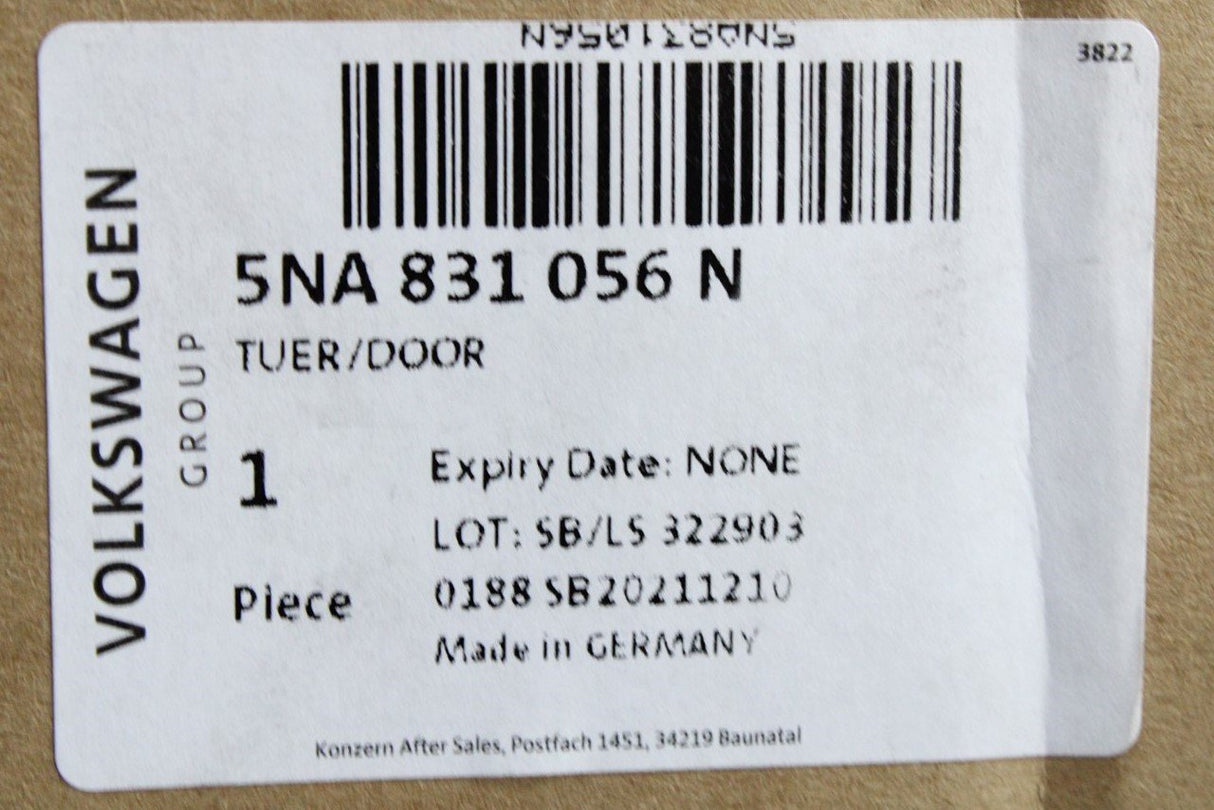 5NA831056N
3822
VOLKSWAGEN
GROUP
5NA 831 056 N
TUER/DOOR
1
Piece
Expiry Date: NONE
LOT: SB/LS 322903
0188 SB20211210
Made in GERMANY
Konzern After Sales, Postfach 1451, 34219 Baunatal